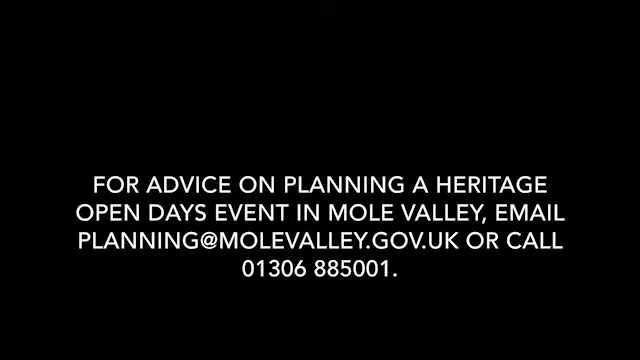 FOR ADVICE ON PLANNING A HERITAGE
OPEN DAYS EVENT IN MOLE VALLEY, EMAIL
PLANNING@MOLEVALLEY.GOV.UK OR CALL
01306 885001.